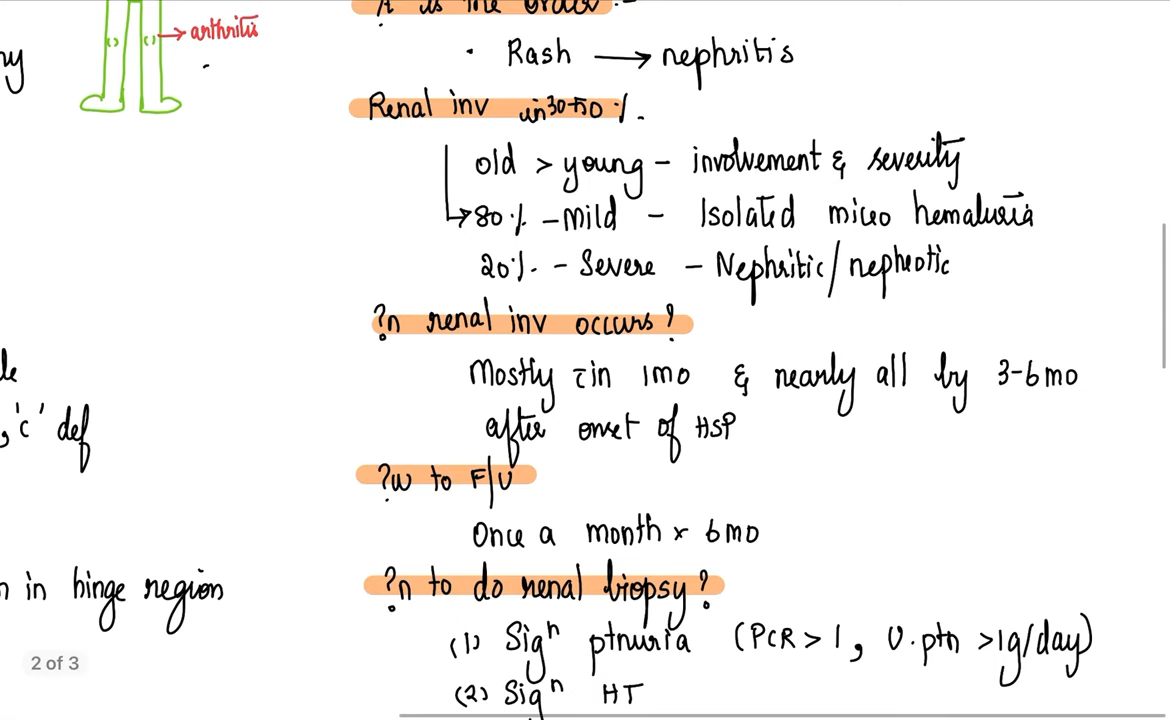 → arthritis
. Rash → nephritis
Renal inv in 30-50 %.
old > young - involvement & severity
→ 80% - Mild - Isolated micro hematuria
20% - Severe - Nephritic/nephrotic
?n renal inv occurs?
Mostly c̄in 1mo & nearly all by 3-6mo
after onset of HSP
?w to F/U
Once a month x 6mo
, 'c' def
in hinge region
?n to do renal biopsy?
(1) Sigⁿ ptnuria (PCR > 1, U.ptn >1g/day)
2 of 3
(2) Sigⁿ HT